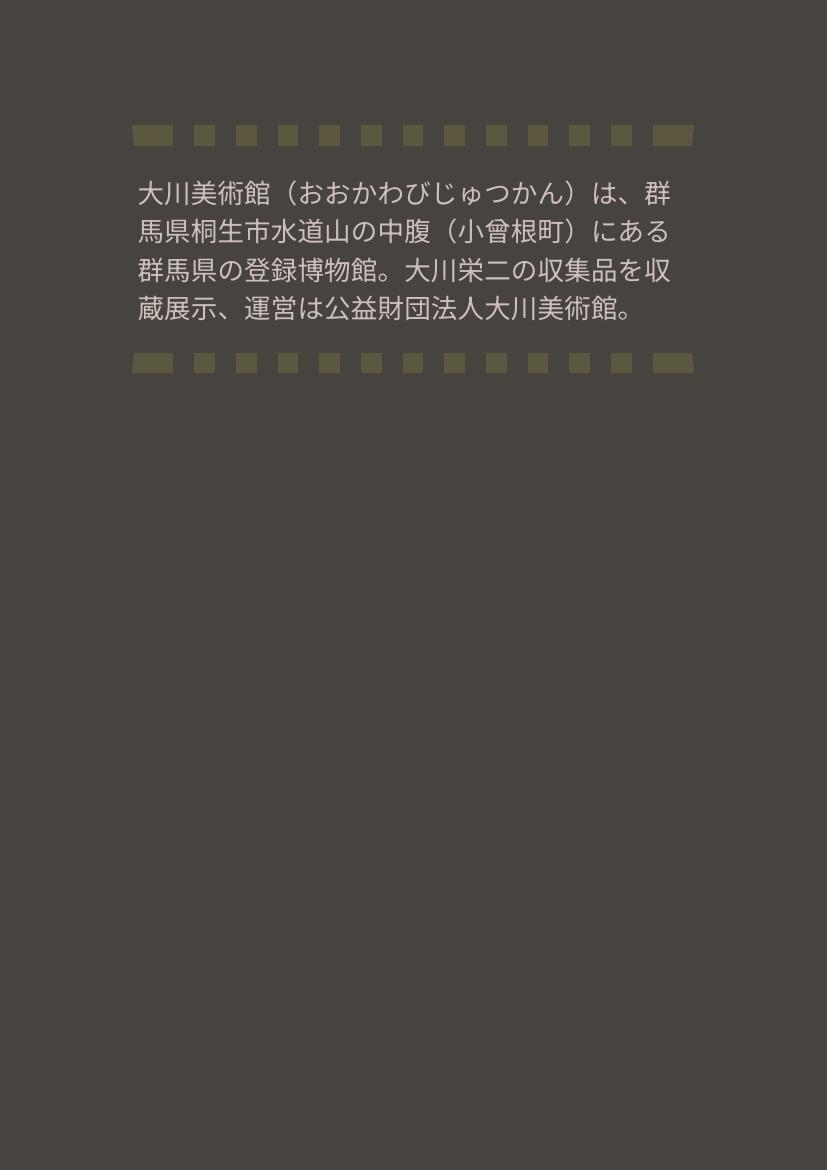 大川美術館（おおかわびじゅつかん）は、群
馬県桐生市水道山の中腹（小曾根町）にある
群馬県の登録博物館。大川栄二の収集品を収
蔵展示、運営は公益財団法人大川美術館。